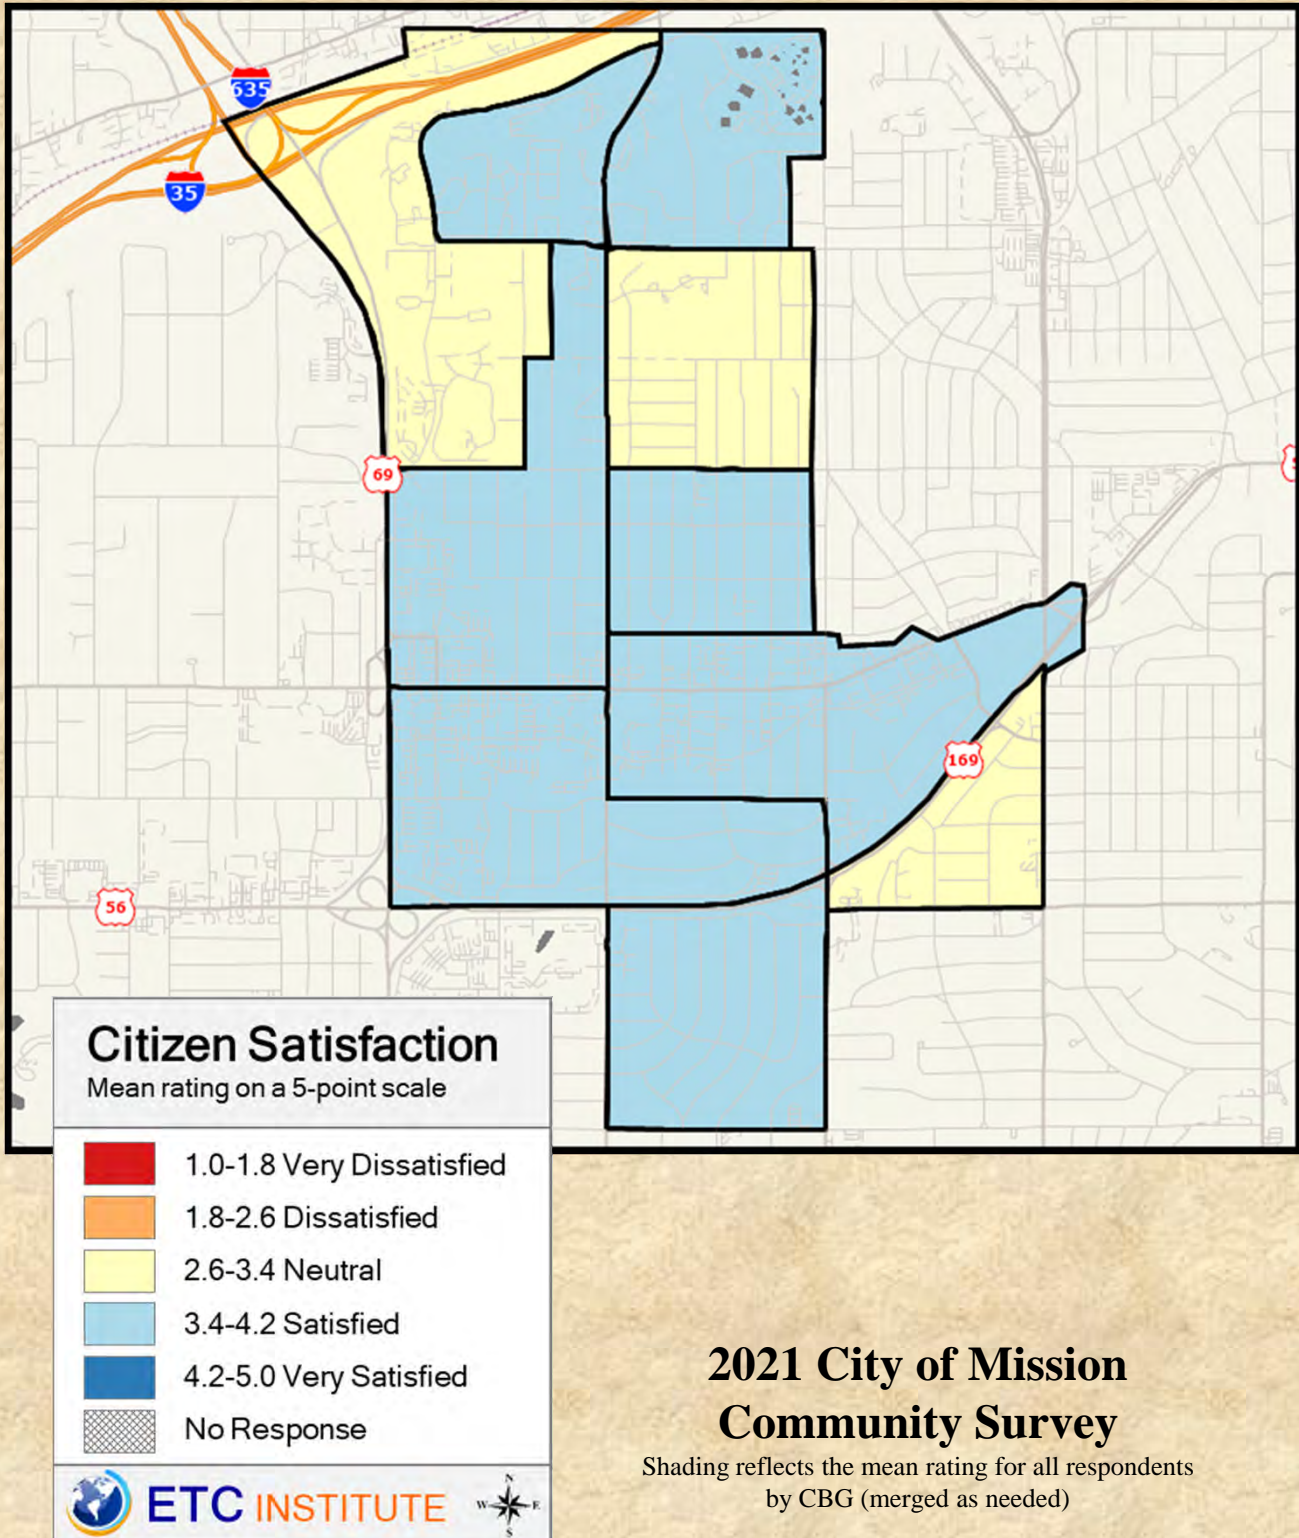 635
35
69
169
56
Citizen Satisfaction
Mean rating on a 5-point scale
1.0-1.8 Very Dissatisfied
1.8-2.6 Dissatisfied
2.6-3.4 Neutral
3.4-4.2 Satisfied
4.2-5.0 Very Satisfied
No Response
ETC INSTITUTE
N
W E
S
2021 City of Mission
Community Survey
Shading reflects the mean rating for all respondents
by CBG (merged as needed)